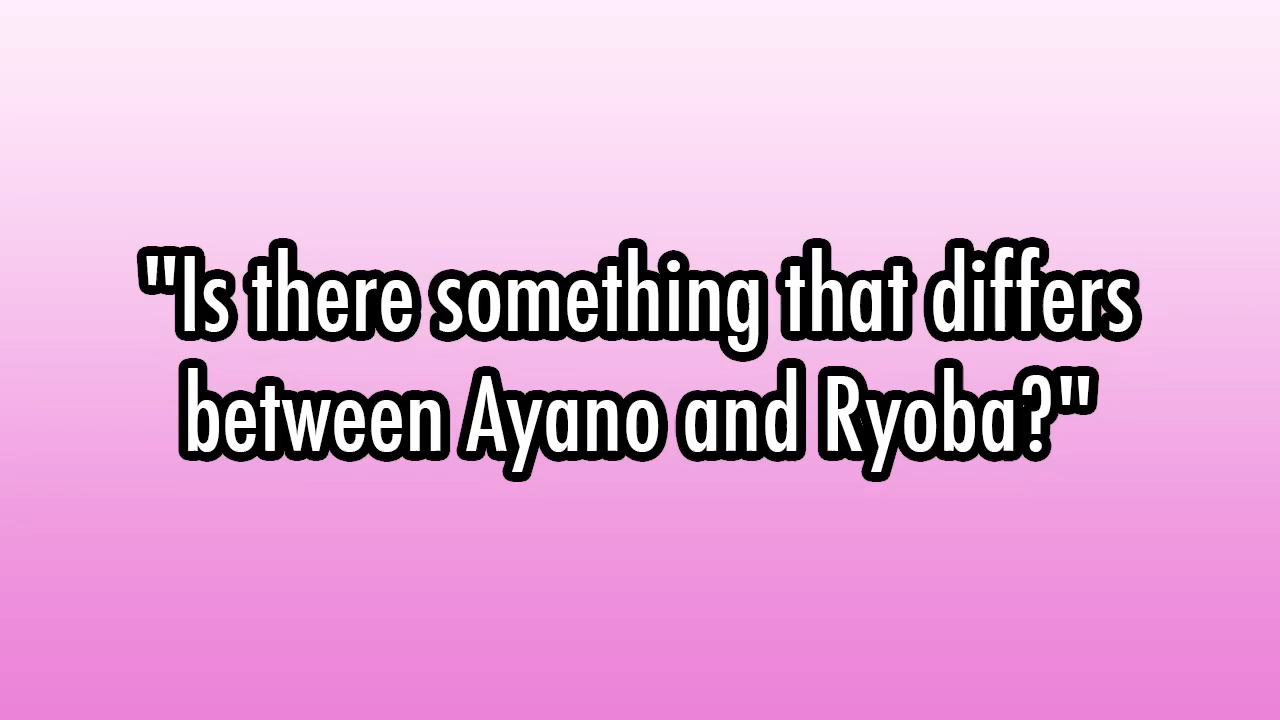 "Is there something that differs
between Ayano and Ryoba?"